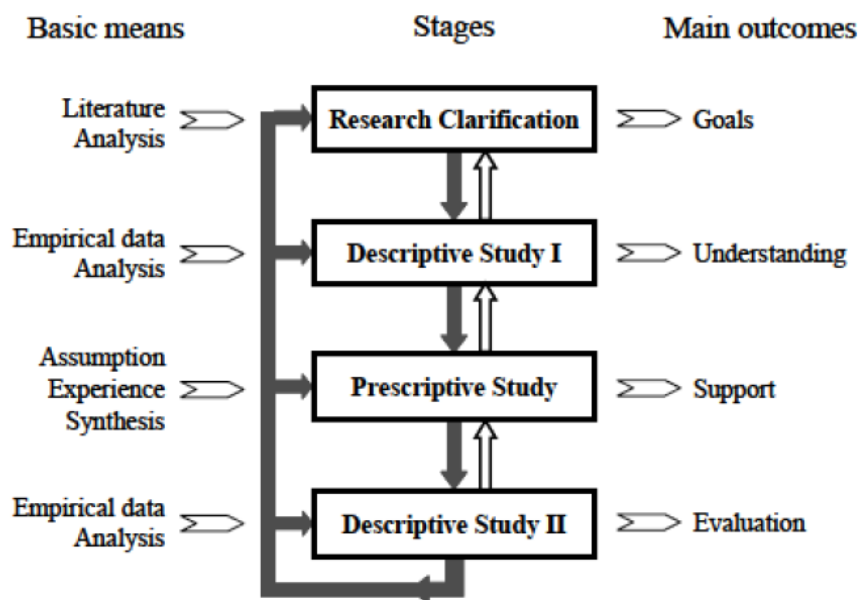 Basic means
Stages
Main outcomes
Literature
Analysis
Research Clarification
Goals
Empirical data
Analysis
Descriptive Study I
Understanding
Assumption
Experience
Synthesis
Prescriptive Study
Support
Empirical data
Analysis
Descriptive Study II
Evaluation